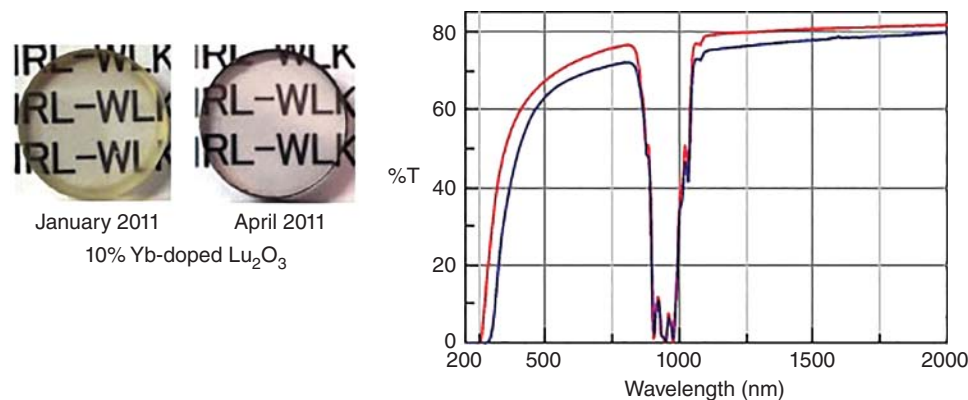 IRL–WLK
IRL–WLK
IRL–WLK
January 2011
IRL–WLK
IRL–WLK
IRL–WLK
April 2011
10% Yb-doped Lu₂O₃
80
60
40
20
0
%T
200 500 1000 1500 2000
Wavelength (nm)